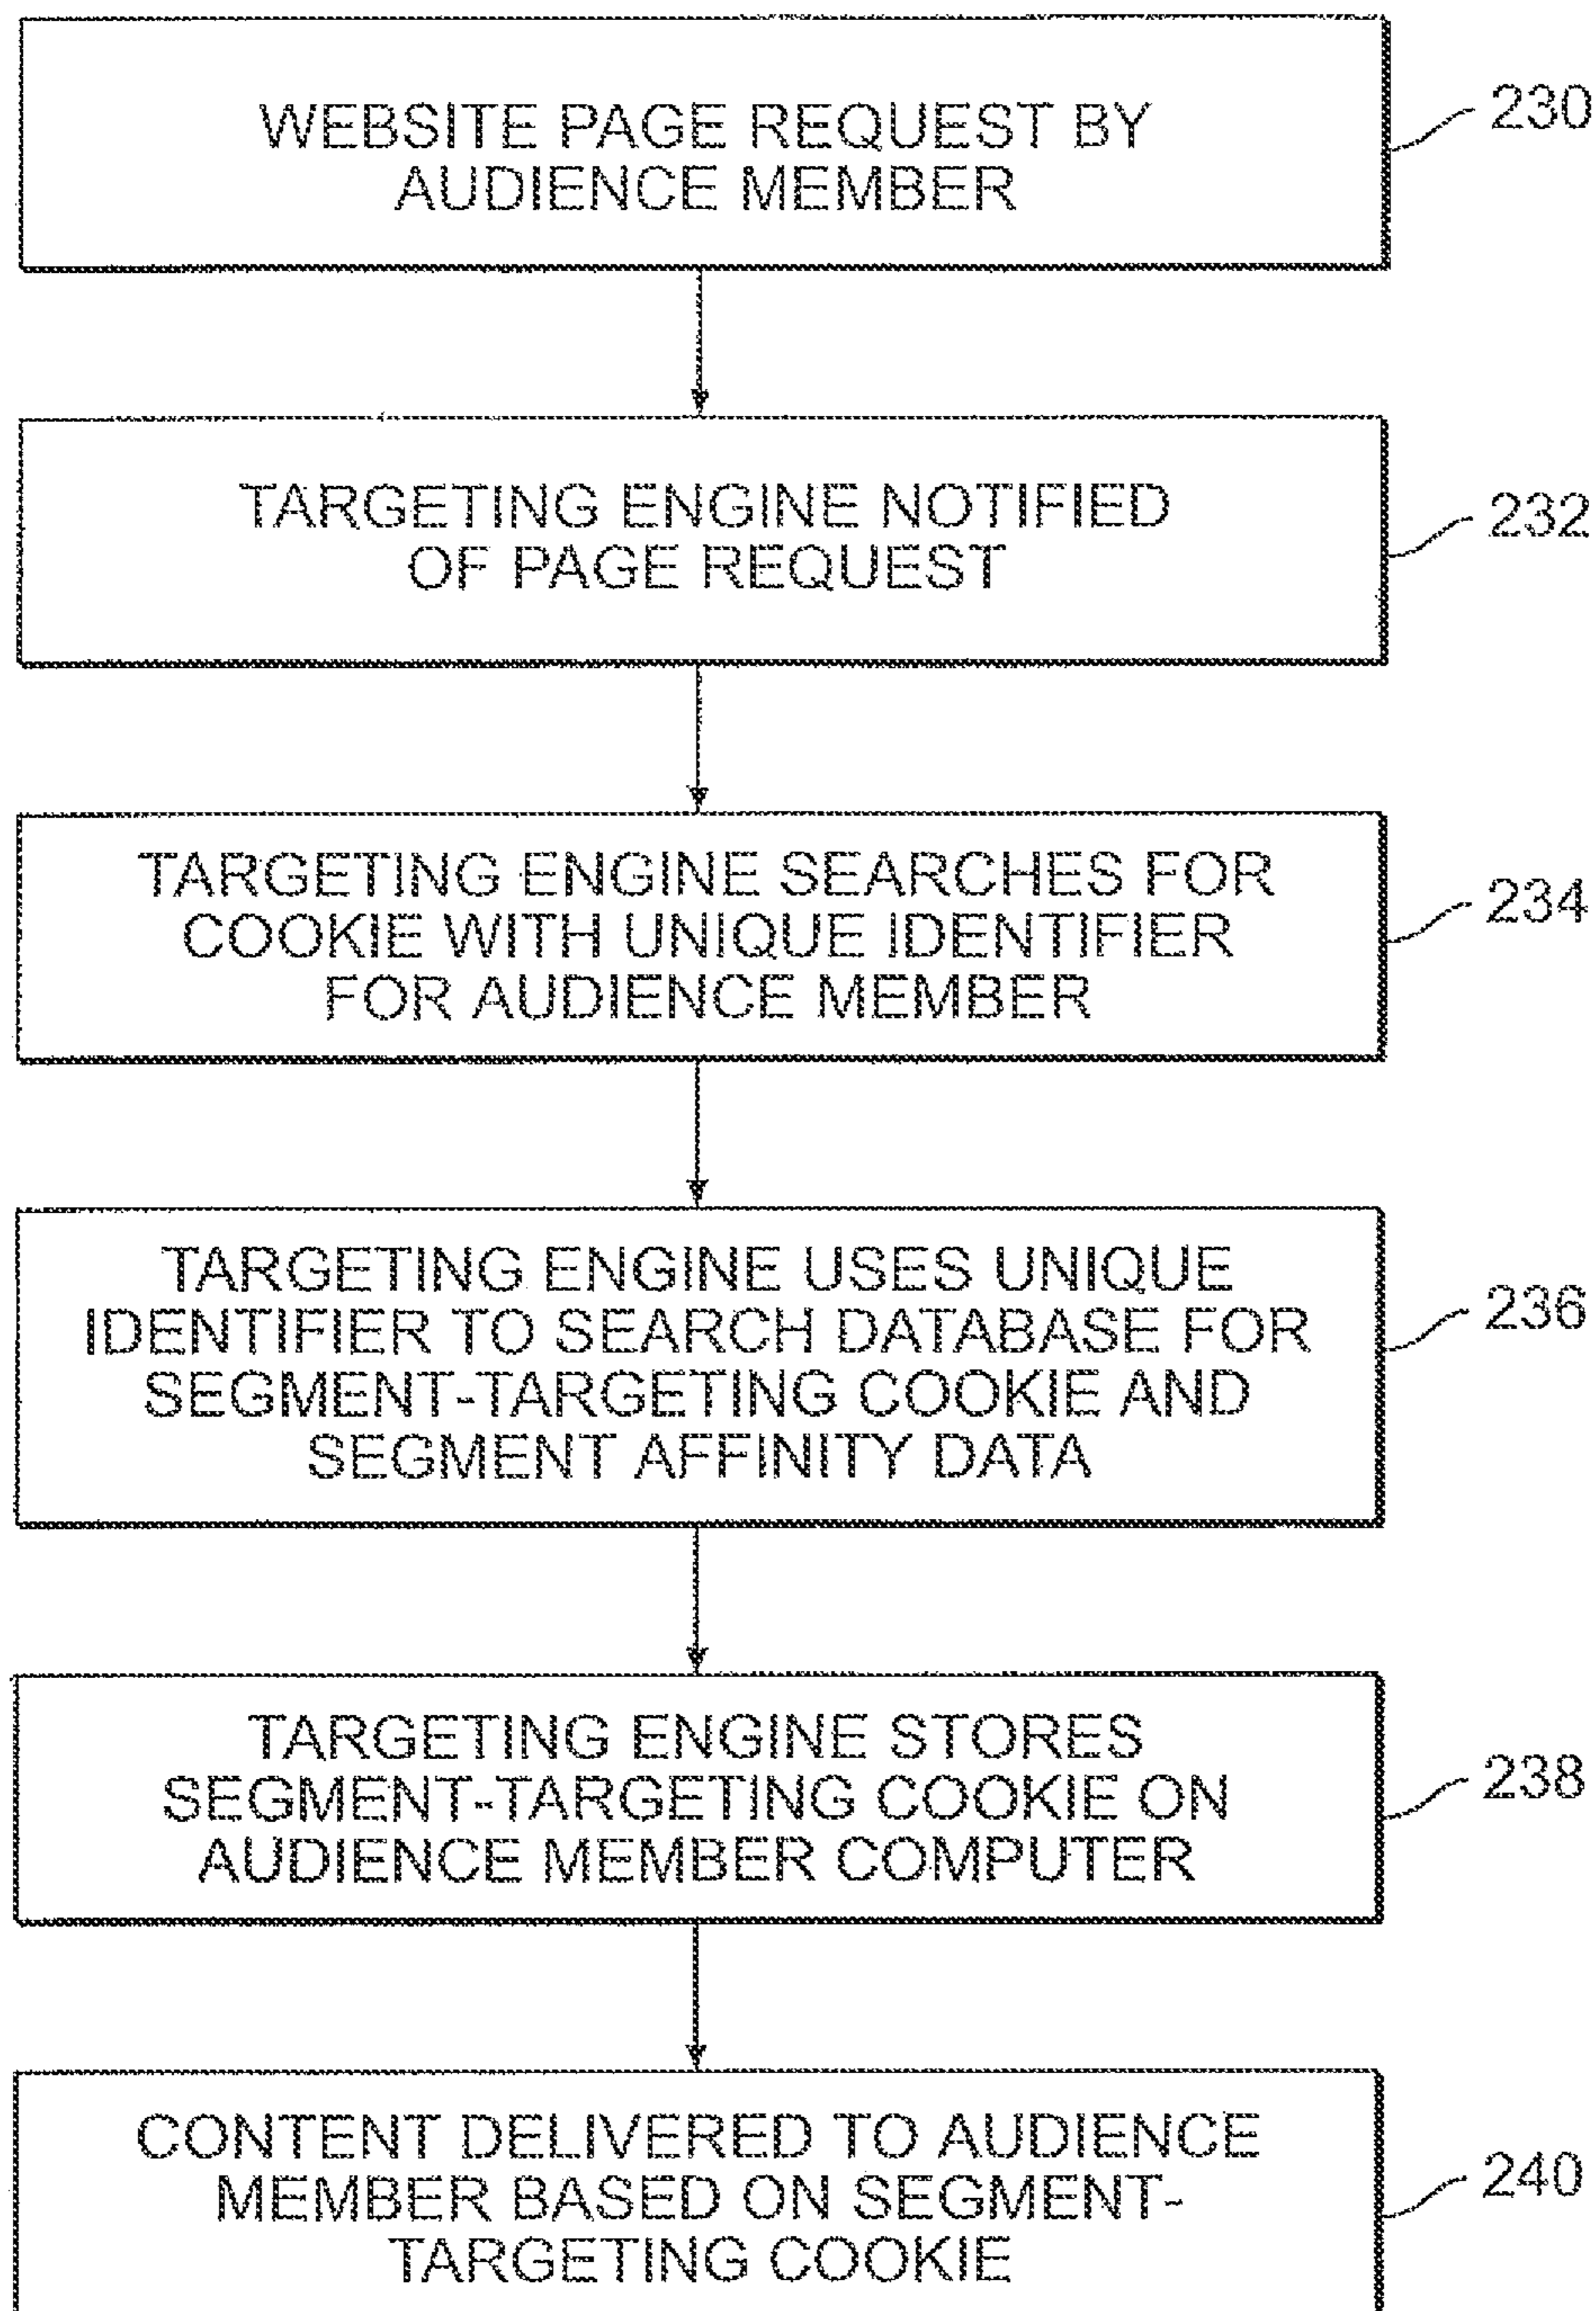 WEBSITE PAGE REQUEST BY
AUDIENCE MEMBER
230
TARGETING ENGINE NOTIFIED
OF PAGE REQUEST
232
TARGETING ENGINE SEARCHES FOR
COOKIE WITH UNIQUE IDENTIFIER
FOR AUDIENCE MEMBER
234
TARGETING ENGINE USES UNIQUE
IDENTIFIER TO SEARCH DATABASE FOR
SEGMENT-TARGETING COOKIE AND
SEGMENT AFFINITY DATA
236
TARGETING ENGINE STORES
SEGMENT-TARGETING COOKIE ON
AUDIENCE MEMBER COMPUTER
238
CONTENT DELIVERED TO AUDIENCE
MEMBER BASED ON SEGMENT-
TARGETING COOKIE
240